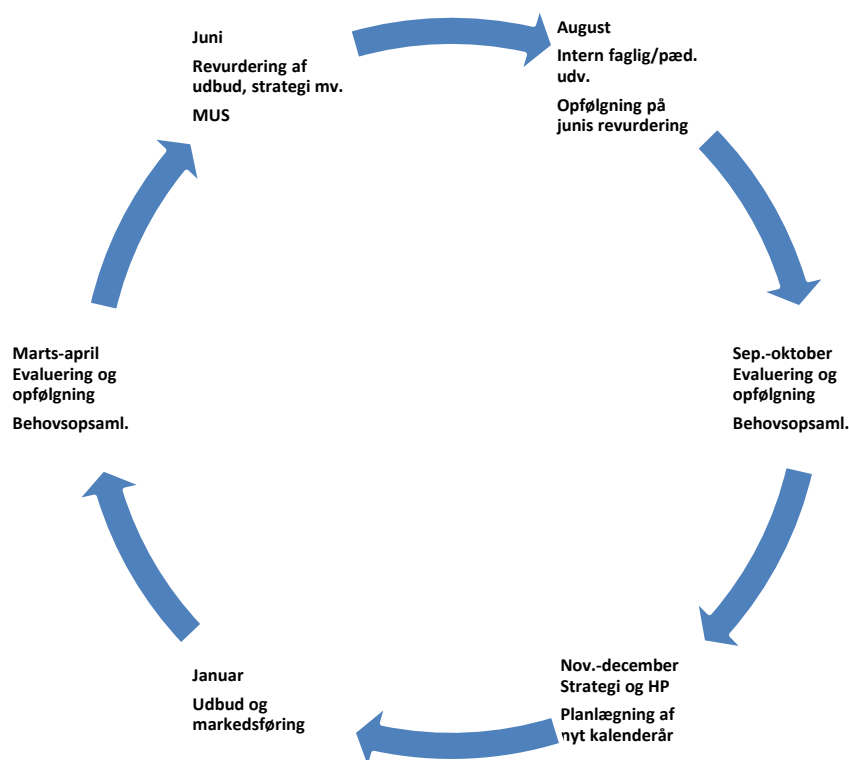 Juni
Revurdering af
udbud, strategi mv.
MUS
August
Intern faglig/pæd.
udv.
Opfølgning på
junis revurdering
Sep.-oktober
Evaluering og
opfølgning
Behovsopsaml.
Nov.-december
Strategi og HP
Planlægning af
nyt kalenderår
Januar
Udbud og
markedsføring
Marts-april
Evaluering og
opfølgning
Behovsopsaml.